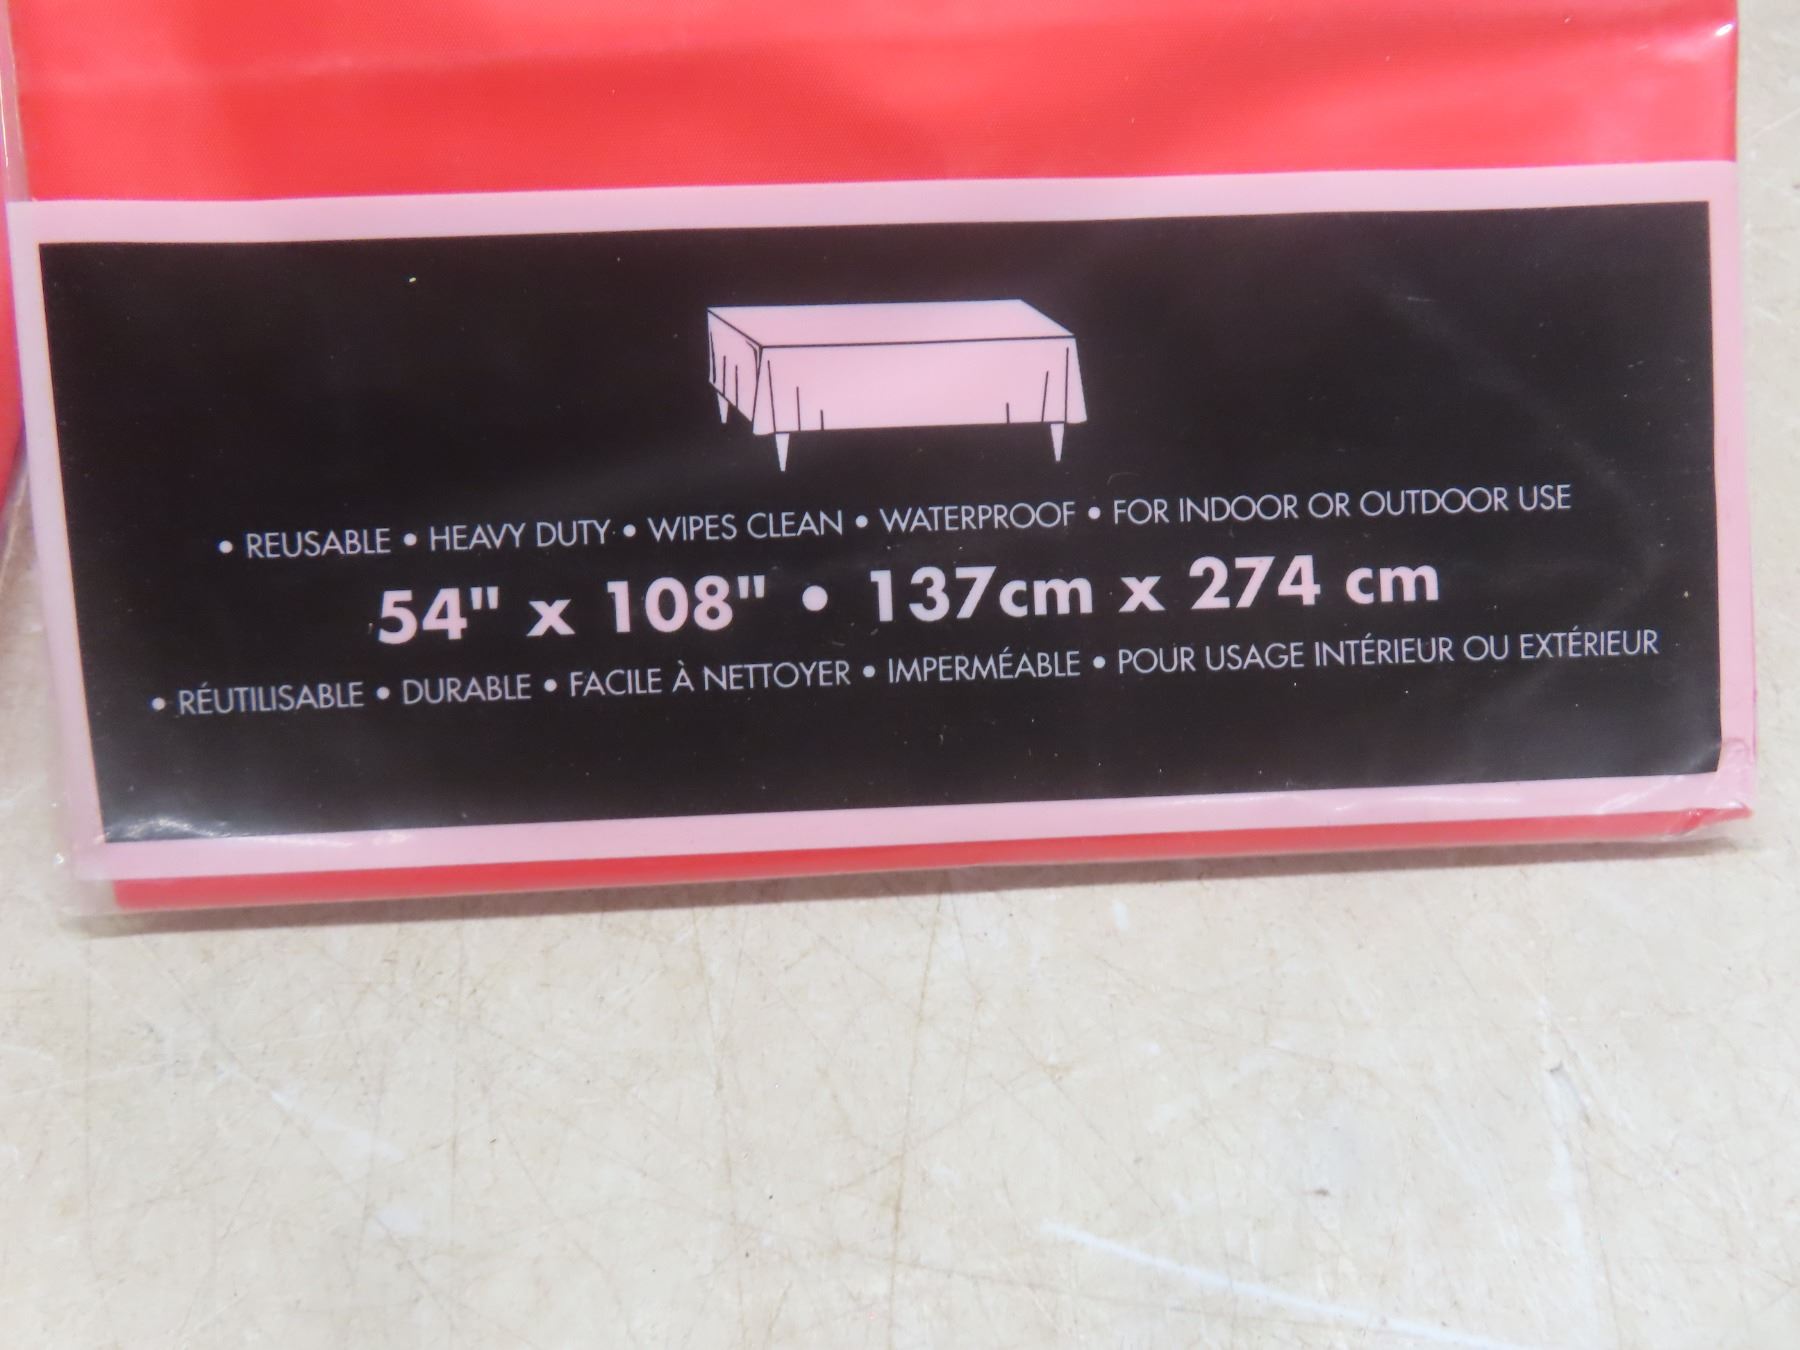 • REUSABLE • HEAVY DUTY • WIPES CLEAN • WATERPROOF • FOR INDOOR OR OUTDOOR USE
54" x 108" • 137cm x 274 cm
• RÉUTILISABLE • DURABLE • FACILE À NETTOYER • IMPERMÉABLE • POUR USAGE INTÉRIEUR OU EXTÉRIEUR